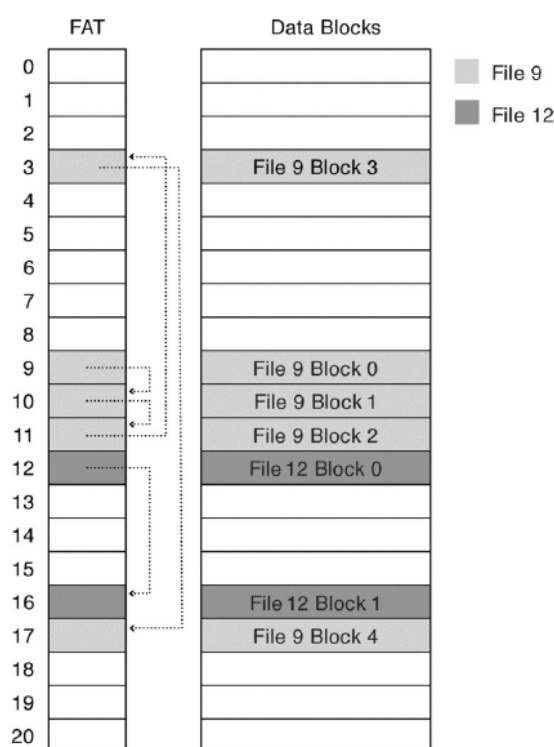 FAT Data Blocks
0
File 9
1
File 12
2
3 File 9 Block 3
4
5
6
7
8
9 File 9 Block 0
10 File 9 Block 1
11 File 9 Block 2
12 File 12 Block 0
13
14
15
16 File 12 Block 1
17 File 9 Block 4
18
19
20